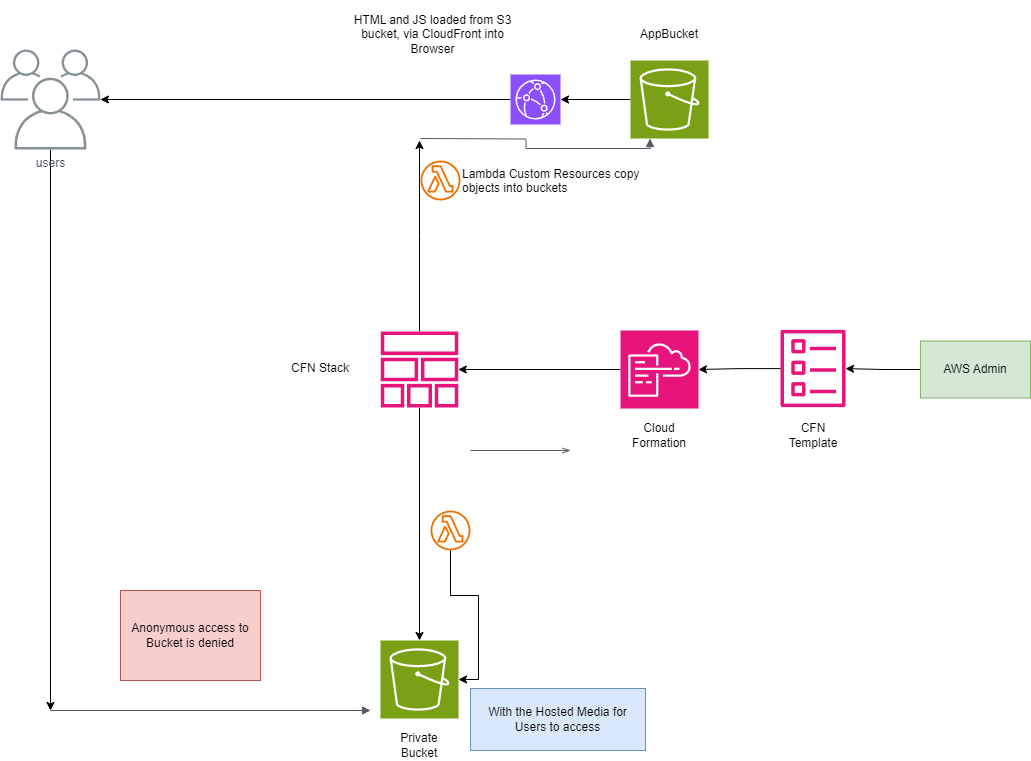 HTML and JS loaded from S3
bucket, via CloudFront into
Browser
AppBucket
users
Lambda Custom Resources copy
objects into buckets
CFN Stack
AWS Admin
Cloud
Formation
CFN
Template
Anonymous access to
Bucket is denied
With the Hosted Media for
Users to access
Private
Bucket